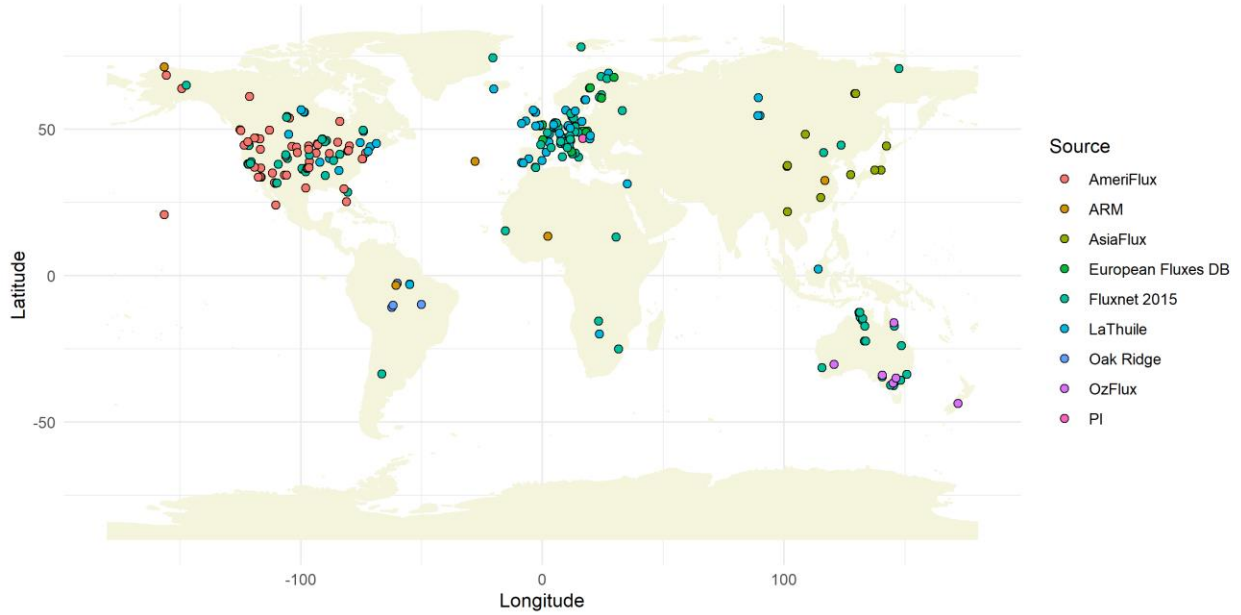 50
0
-50
-100
0
100
Latitude
Longitude
Source
AmeriFlux
ARM
AsiaFlux
European Fluxes DB
Fluxnet 2015
LaThuile
Oak Ridge
OzFlux
PI